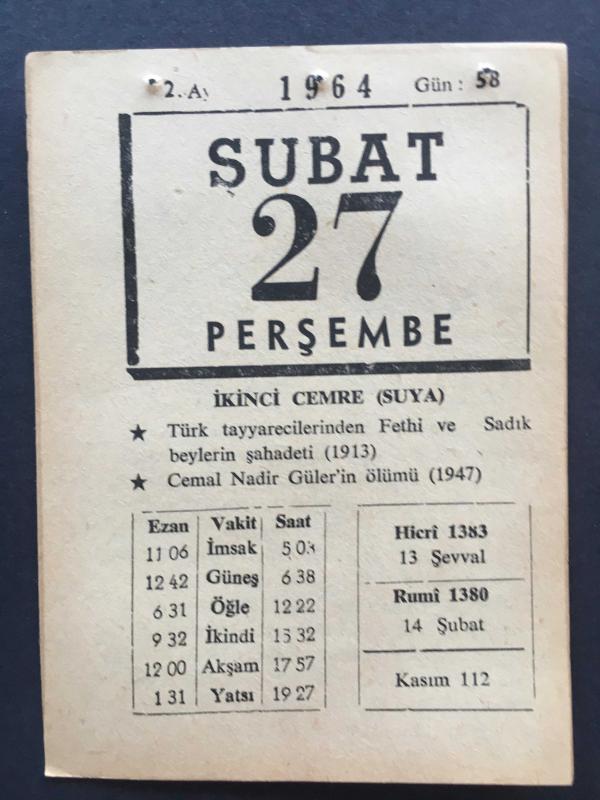 2. Ay 1964 Gün: 58
ŞUBAT
27
PERŞEMBE
İKİNCİ CEMRE (SUYA)
★ Türk tayyarecilerinden Fethi ve Sadık
beylerin şahadeti (1913)
★ Cemal Nadir Güler'in ölümü (1947)
Ezan Vakit Saat
11 06 İmsak 5 03
12 42 Güneş 6 38
6 31 Öğle 12 22
9 32 İkindi 15 32
12 00 Akşam 17 57
1 31 Yatsı 19 27
Hicrî 1383
13 Şevval
Rumî 1380
14 Şubat
Kasım 112